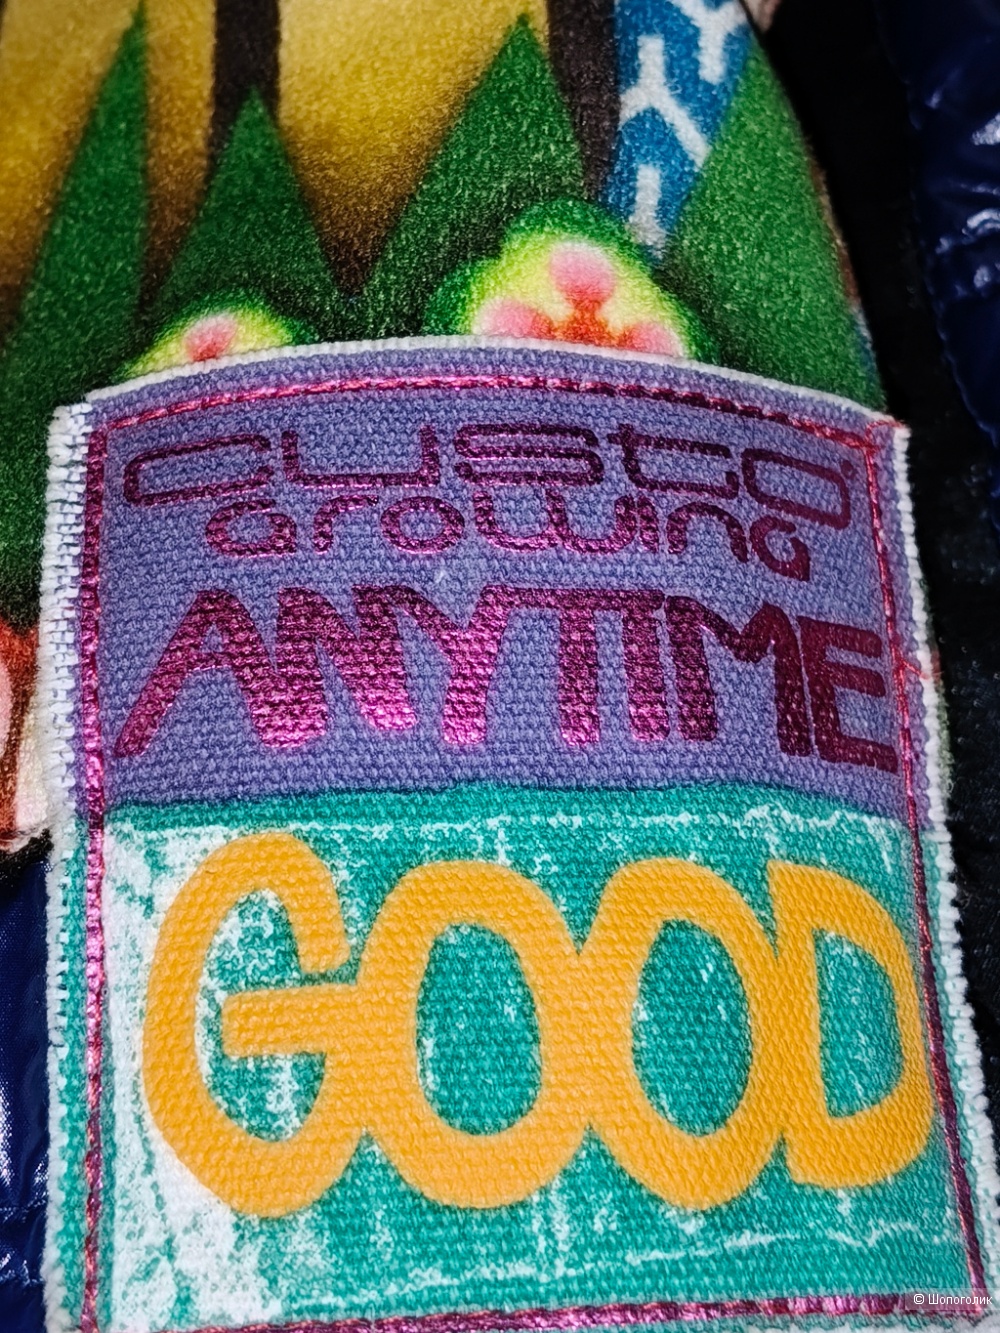 custo
growing
ANYTIME
GOOD
© Шопоголик